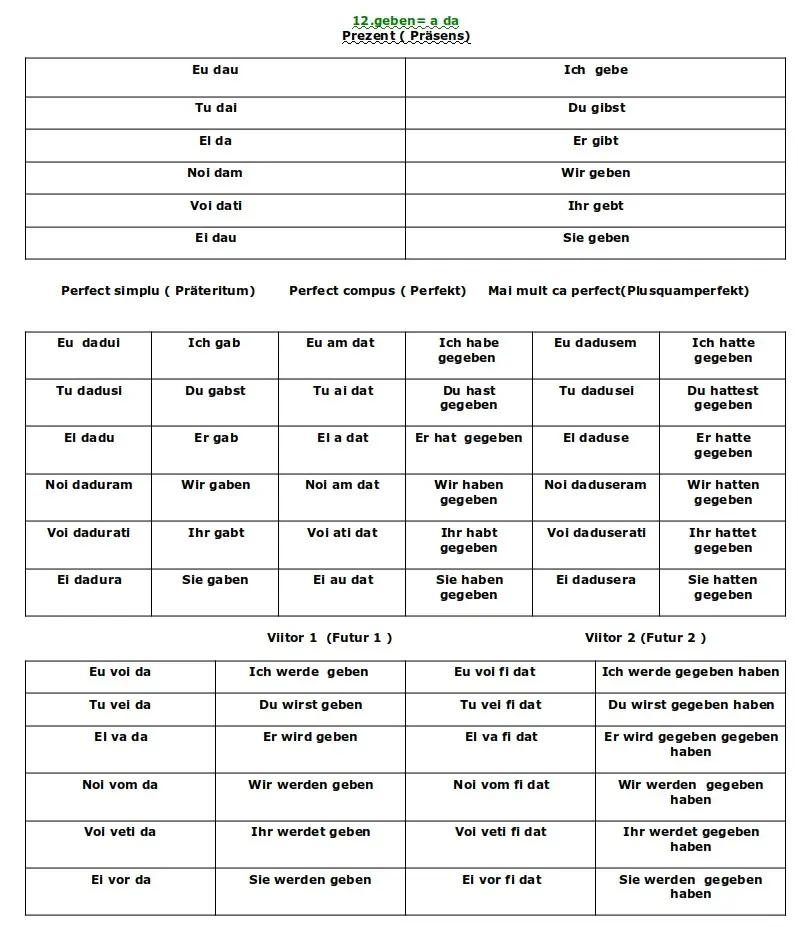 12.geben= a da
Prezent ( Präsens)
Eu dau Ich gebe
Tu dai Du gibst
El da Er gibt
Noi dam Wir geben
Voi dati Ihr gebt
Ei dau Sie geben
Perfect simplu ( Präteritum) Perfect compus ( Perfekt) Mai mult ca perfect(Plusquamperfekt)
Eu dadui Ich gab Eu am dat Ich habe Eu dadusem Ich hatte
gegeben gegeben
Tu dadusi Du gabst Tu ai dat Du hast Tu dadusei Du hattest
gegeben gegeben
El dadu Er gab El a dat Er hat gegeben El daduse Er hatte
gegeben
Noi daduram Wir gaben Noi am dat Wir haben Noi daduseram Wir hatten
gegeben gegeben
Voi dadurati Ihr gabt Voi ati dat Ihr habt Voi daduserati Ihr hattet
gegeben gegeben
Ei dadura Sie gaben Ei au dat Sie haben Ei dadusera Sie hatten
gegeben gegeben
Viitor 1 (Futur 1 ) Viitor 2 (Futur 2 )
Eu voi da Ich werde geben Eu voi fi dat Ich werde gegeben haben
Tu vei da Du wirst geben Tu vei fi dat Du wirst gegeben haben
El va da Er wird geben El va fi dat Er wird gegeben gegeben
haben
Noi vom da Wir werden geben Noi vom fi dat Wir werden gegeben
haben
Voi veti da Ihr werdet geben Voi veti fi dat Ihr werdet gegeben
haben
Ei vor da Sie werden geben Ei vor fi dat Sie werden gegeben
haben